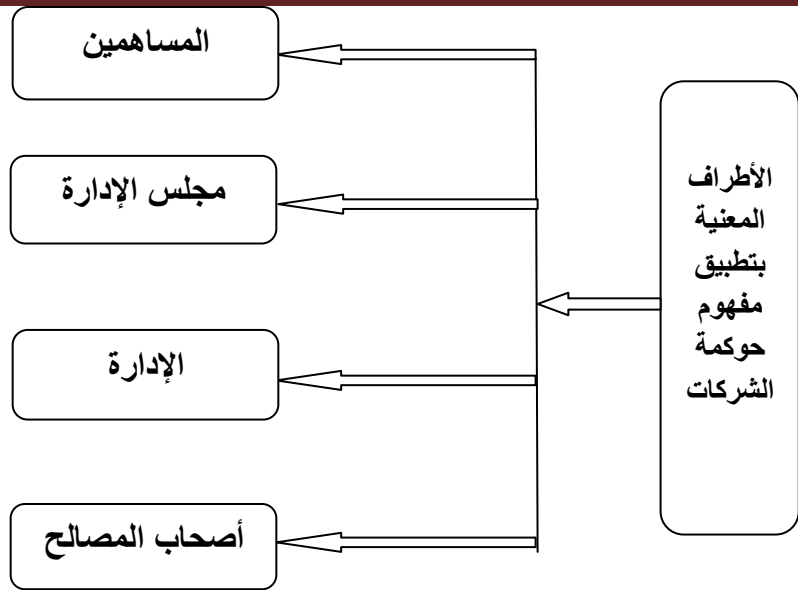 الأطراف
المعنية
بتطبيق
مفهوم
حوكمة
الشركات
المساهمين
مجلس الإدارة
الإدارة
أصحاب المصالح